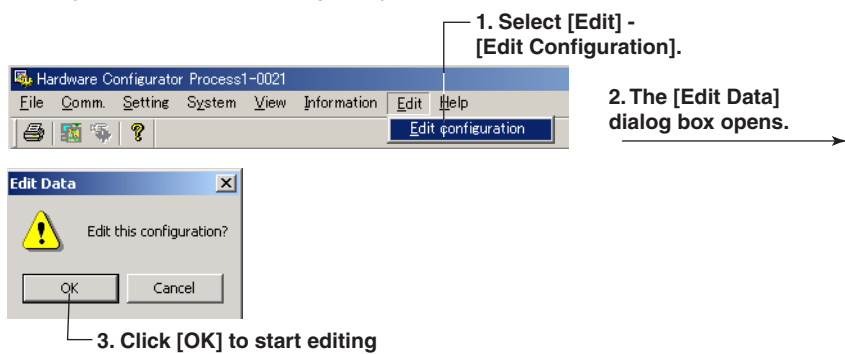 1. Select [Edit] -
[Edit Configuration].
Hardware Configurator Process1-0021
File Comm. Setting System View Information Edit Help
Edit configuration
2. The [Edit Data]
dialog box opens.
Edit Data
Edit this configuration?
OK Cancel
3. Click [OK] to start editing